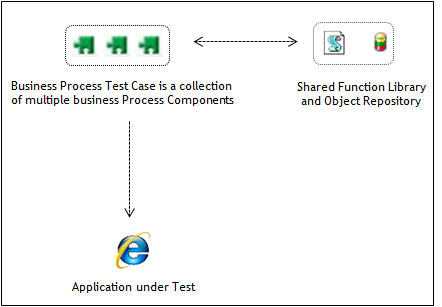 Business Process Test Case is a collection
of multiple business Process Components
Shared Function Library
and Object Repository
Application under Test